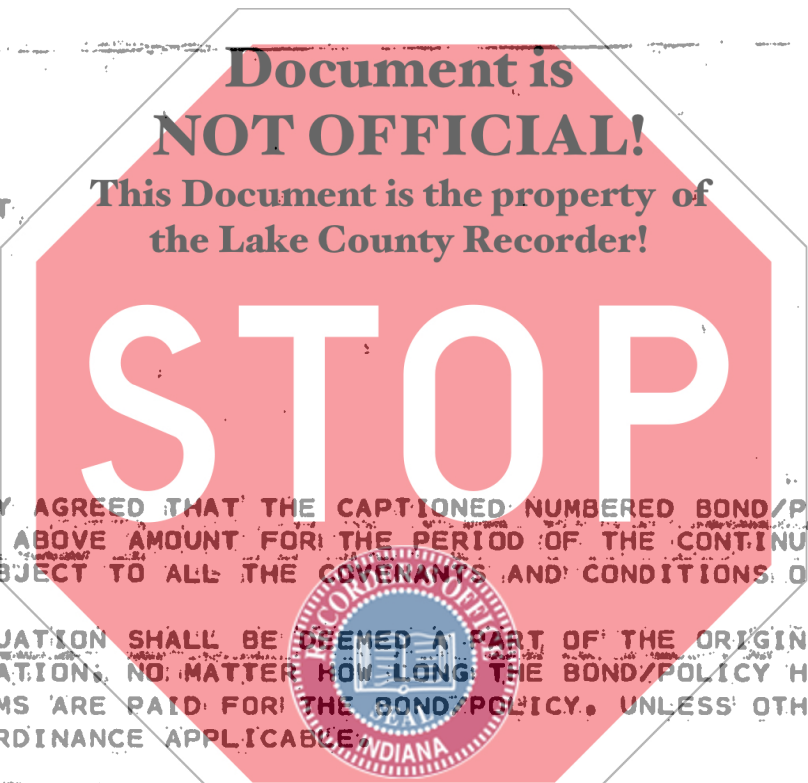 Document is
NOT OFFICIAL!
This Document is the property of
the Lake County Recorder!
STOP
Y AGREED THAT THE CAPTIONED NUMBERED BOND/P
ABOVE AMOUNT FOR THE PERIOD OF THE CONTINU
BJECT TO ALL THE COVENANTS AND CONDITIONS O
UATION SHALL BE DEEMED A PART OF THE ORIGIN
ATION. NO MATTER HOW LONG THE BOND/POLICY H
MS ARE PAID FOR THE BOND/POLICY. UNLESS OTH
RDINANCE APPLICABLE.
RECORDER'S OFFICE
SEAL
INDIANA